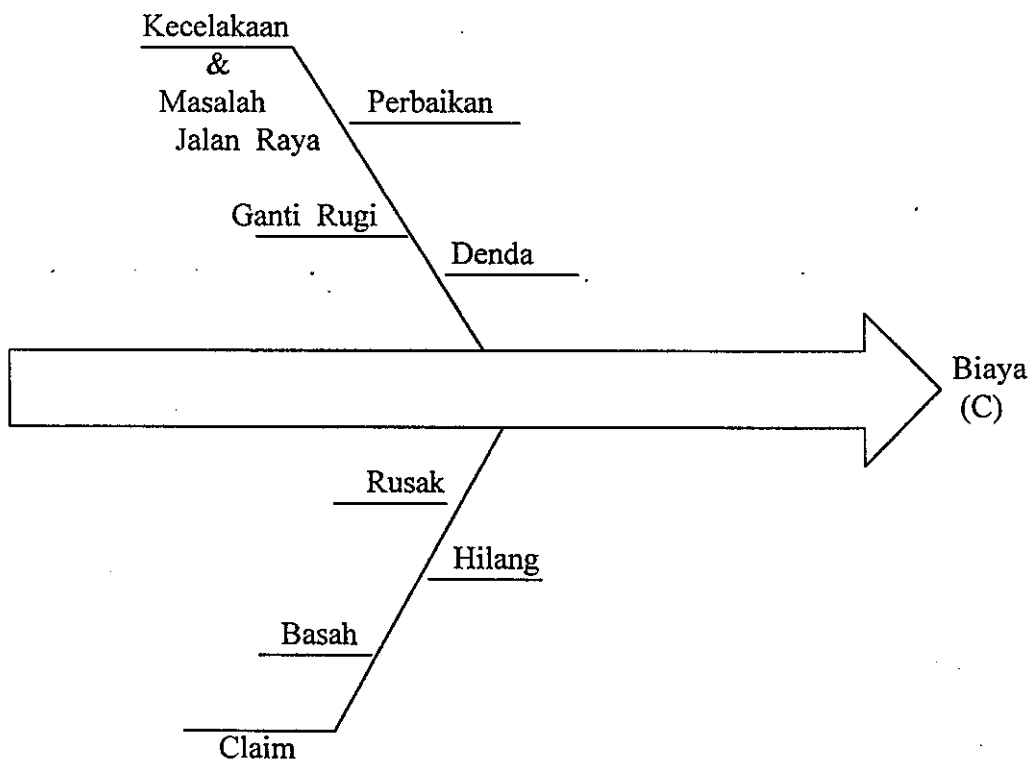 Kecelakaan
&
Masalah
Jalan Raya
Perbaikan
Ganti Rugi
Denda
Biaya
(C)
Rusak
Hilang
Basah
Claim